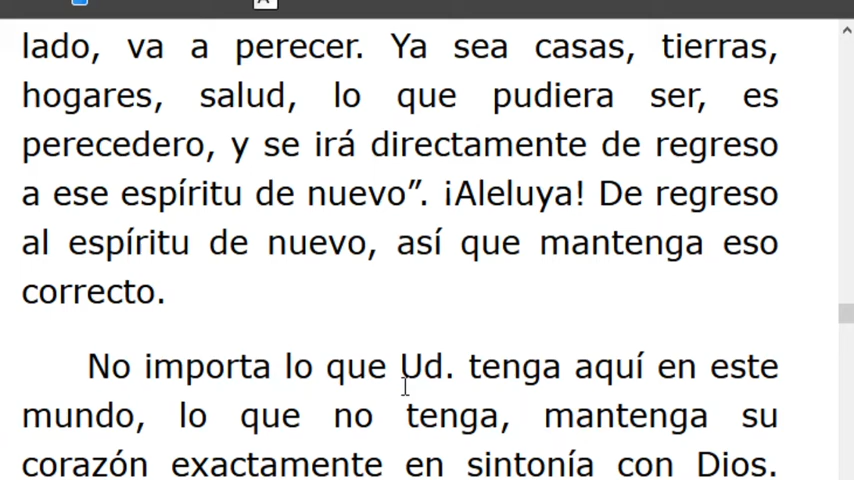 lado, va a perecer. Ya sea casas, tierras,
hogares, salud, lo que pudiera ser, es
perecedero, y se irá directamente de regreso
a ese espíritu de nuevo”. ¡Aleluya! De regreso
al espíritu de nuevo, así que mantenga eso
correcto.
No importa lo que Ud. tenga aquí en este
mundo, lo que no tenga, mantenga su
corazón exactamente en sintonía con Dios.